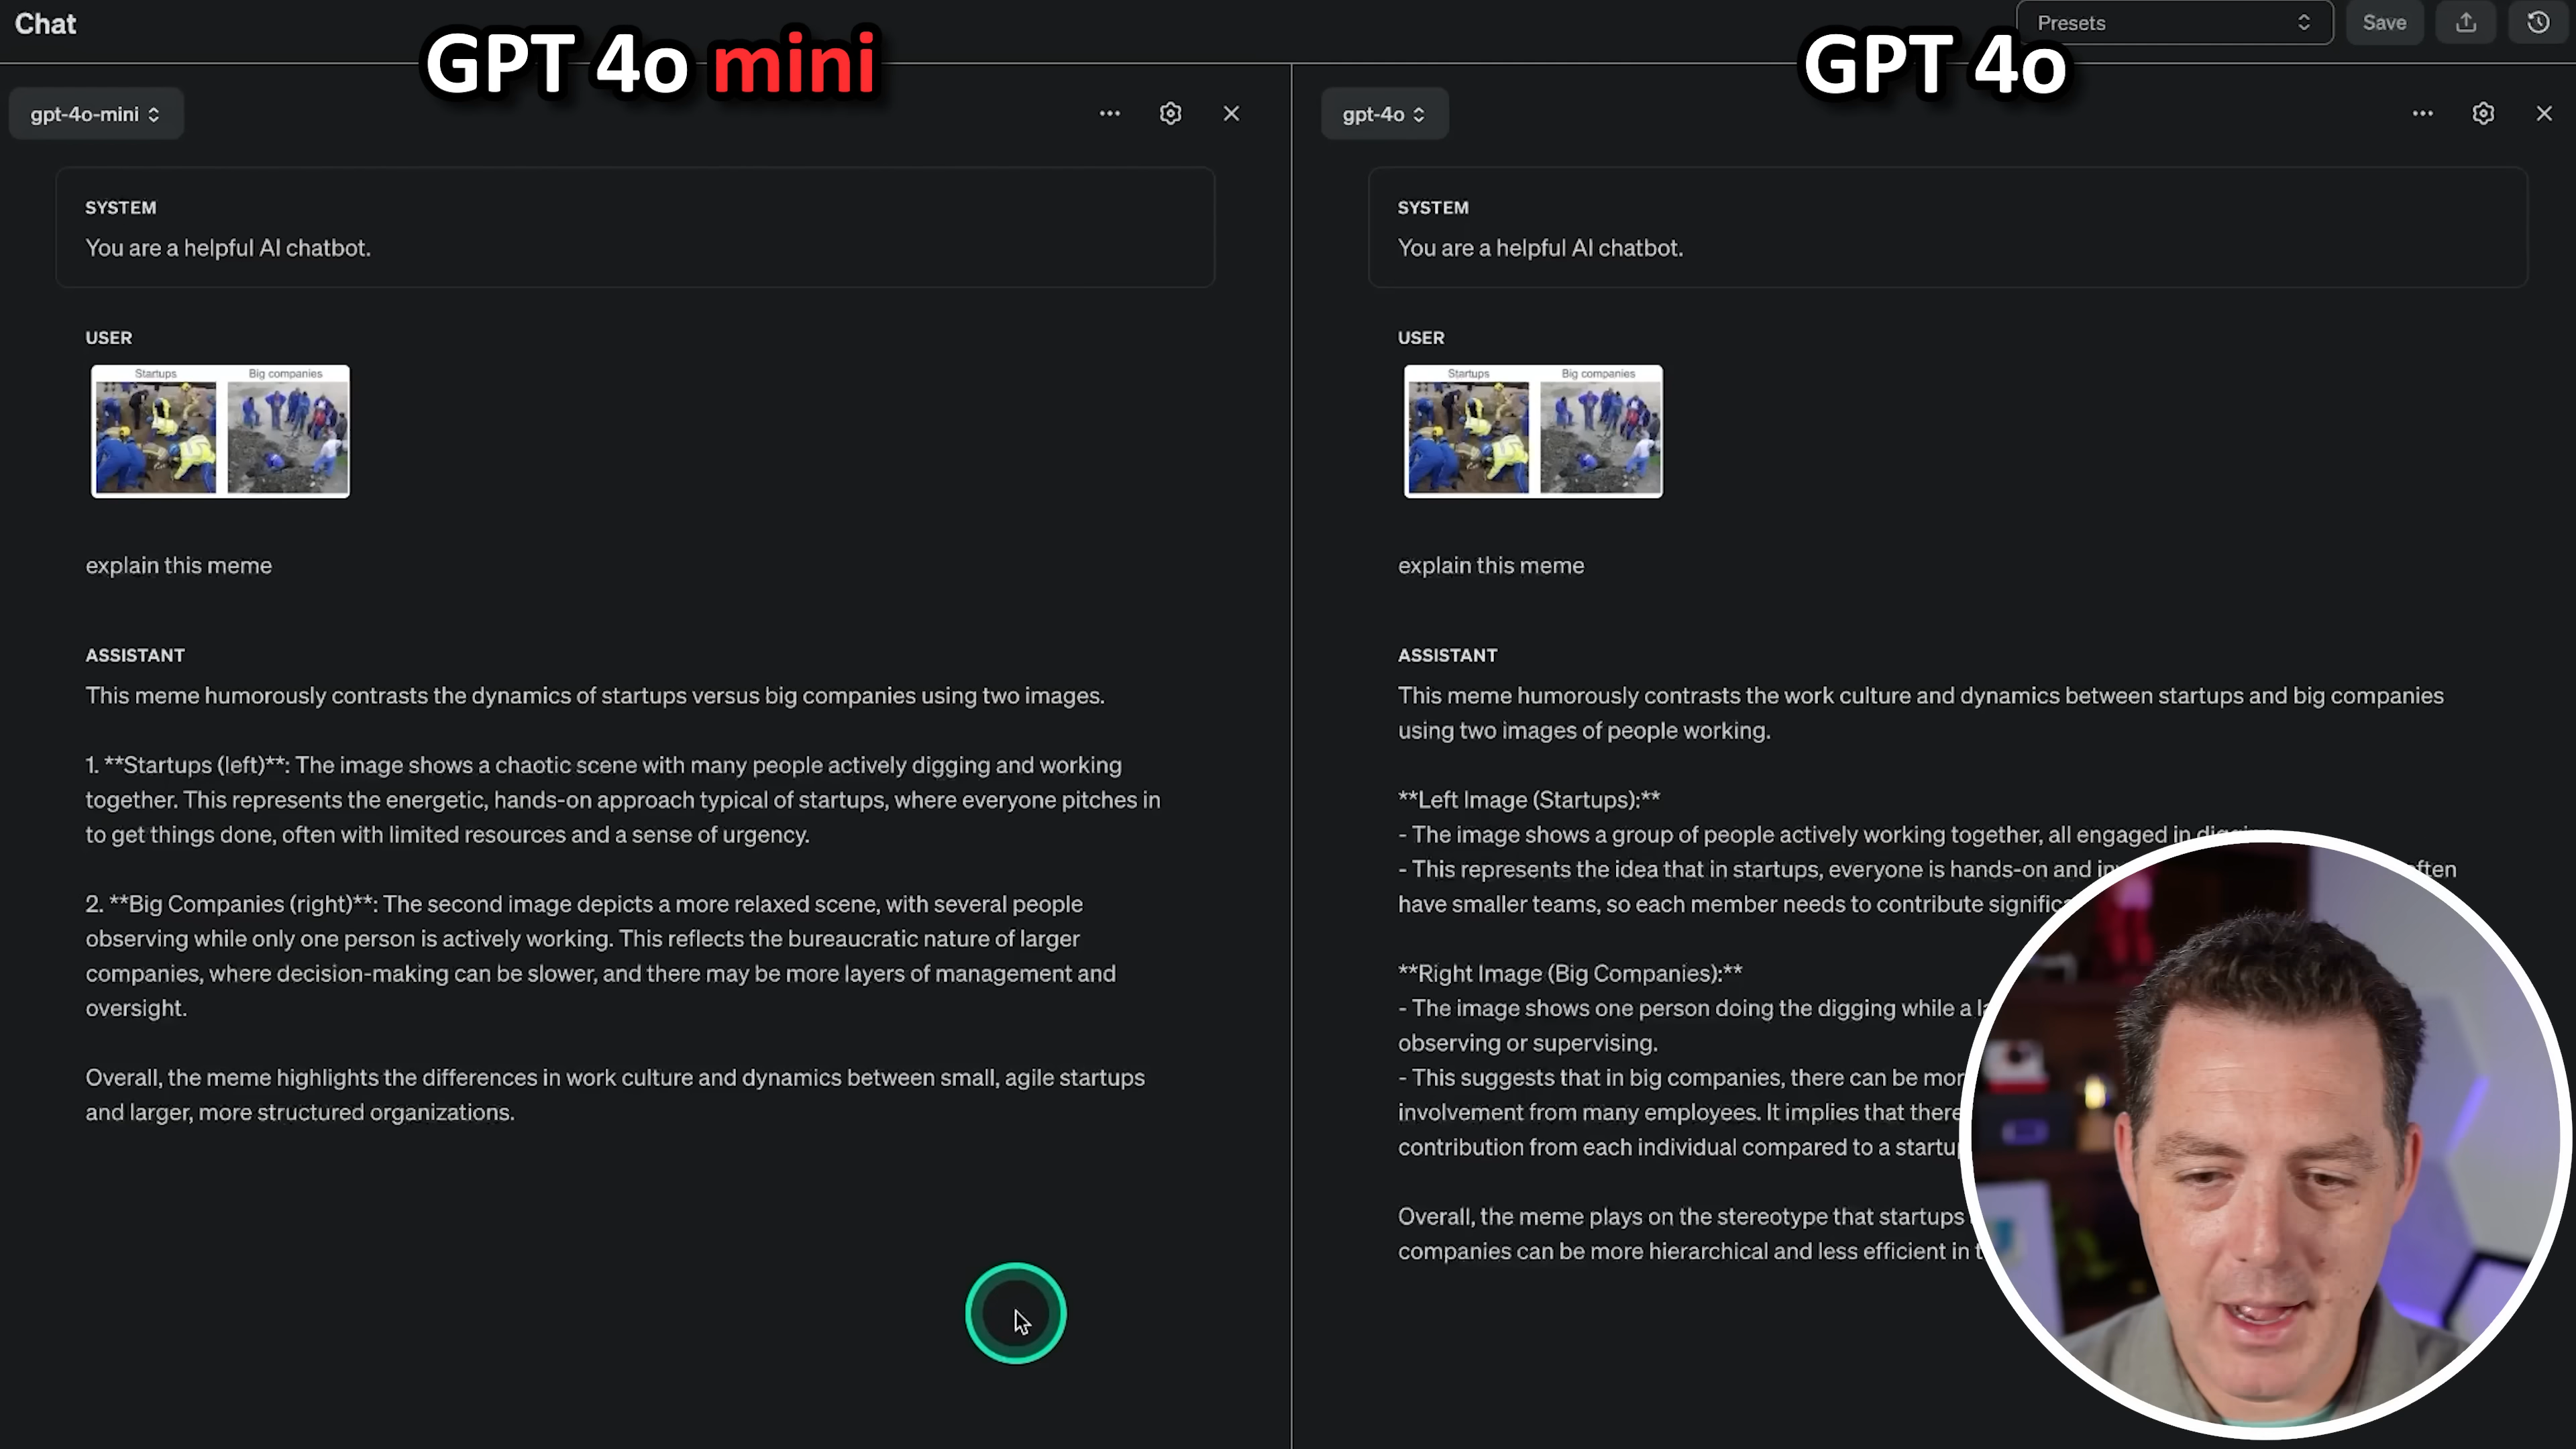 Chat
GPT 4o mini
GPT 4o
Presets
Save
gpt-4o-mini
SYSTEM
You are a helpful AI chatbot.
USER
Startups Big companies
explain this meme
ASSISTANT
This meme humorously contrasts the dynamics of startups versus big companies using two images.
1. **Startups (left)**: The image shows a chaotic scene with many people actively digging and working
together. This represents the energetic, hands-on approach typical of startups, where everyone pitches in
to get things done, often with limited resources and a sense of urgency.
2. **Big Companies (right)**: The second image depicts a more relaxed scene, with several people
observing while only one person is actively working. This reflects the bureaucratic nature of larger
companies, where decision-making can be slower, and there may be more layers of management and
oversight.
Overall, the meme highlights the differences in work culture and dynamics between small, agile startups
and larger, more structured organizations.
gpt-4o
SYSTEM
You are a helpful AI chatbot.
USER
Startups Big companies
explain this meme
ASSISTANT
This meme humorously contrasts the work culture and dynamics between startups and big companies
using two images of people working.
**Left Image (Startups):**
- The image shows a group of people actively working together, all engaged in
- This represents the idea that in startups, everyone is hands-on and often
have smaller teams, so each member needs to contribute
**Right Image (Big Companies):**
- The image shows one person doing the digging while a
observing or supervising.
- This suggests that in big companies, there can be
involvement from many employees. It implies that there
contribution from each individual compared to a
Overall, the meme plays on the stereotype that startups
companies can be more hierarchical and less efficient in